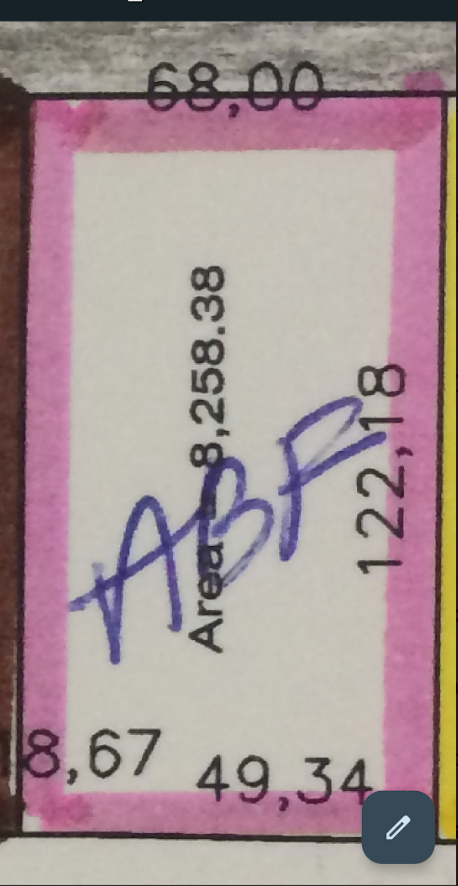 68,00
Area = 8,258.38
122,18
ABF
8,67
49,34